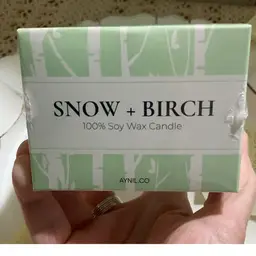 SNOW + BIRCH
100% Soy Wax Candle
AYNIL.CO